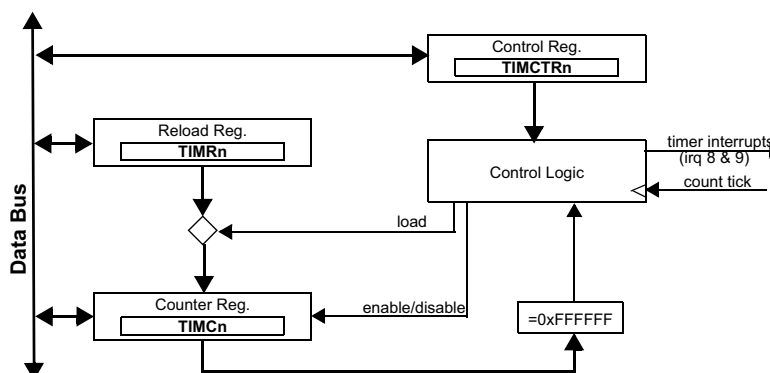 Control Reg.
TIMCTRn
Reload Reg.
TIMRn
timer interrupts
(irq 8 & 9)
Control Logic
count tick
load
Data Bus
Counter Reg.
enable/disable
TIMCn
=0xFFFFFF